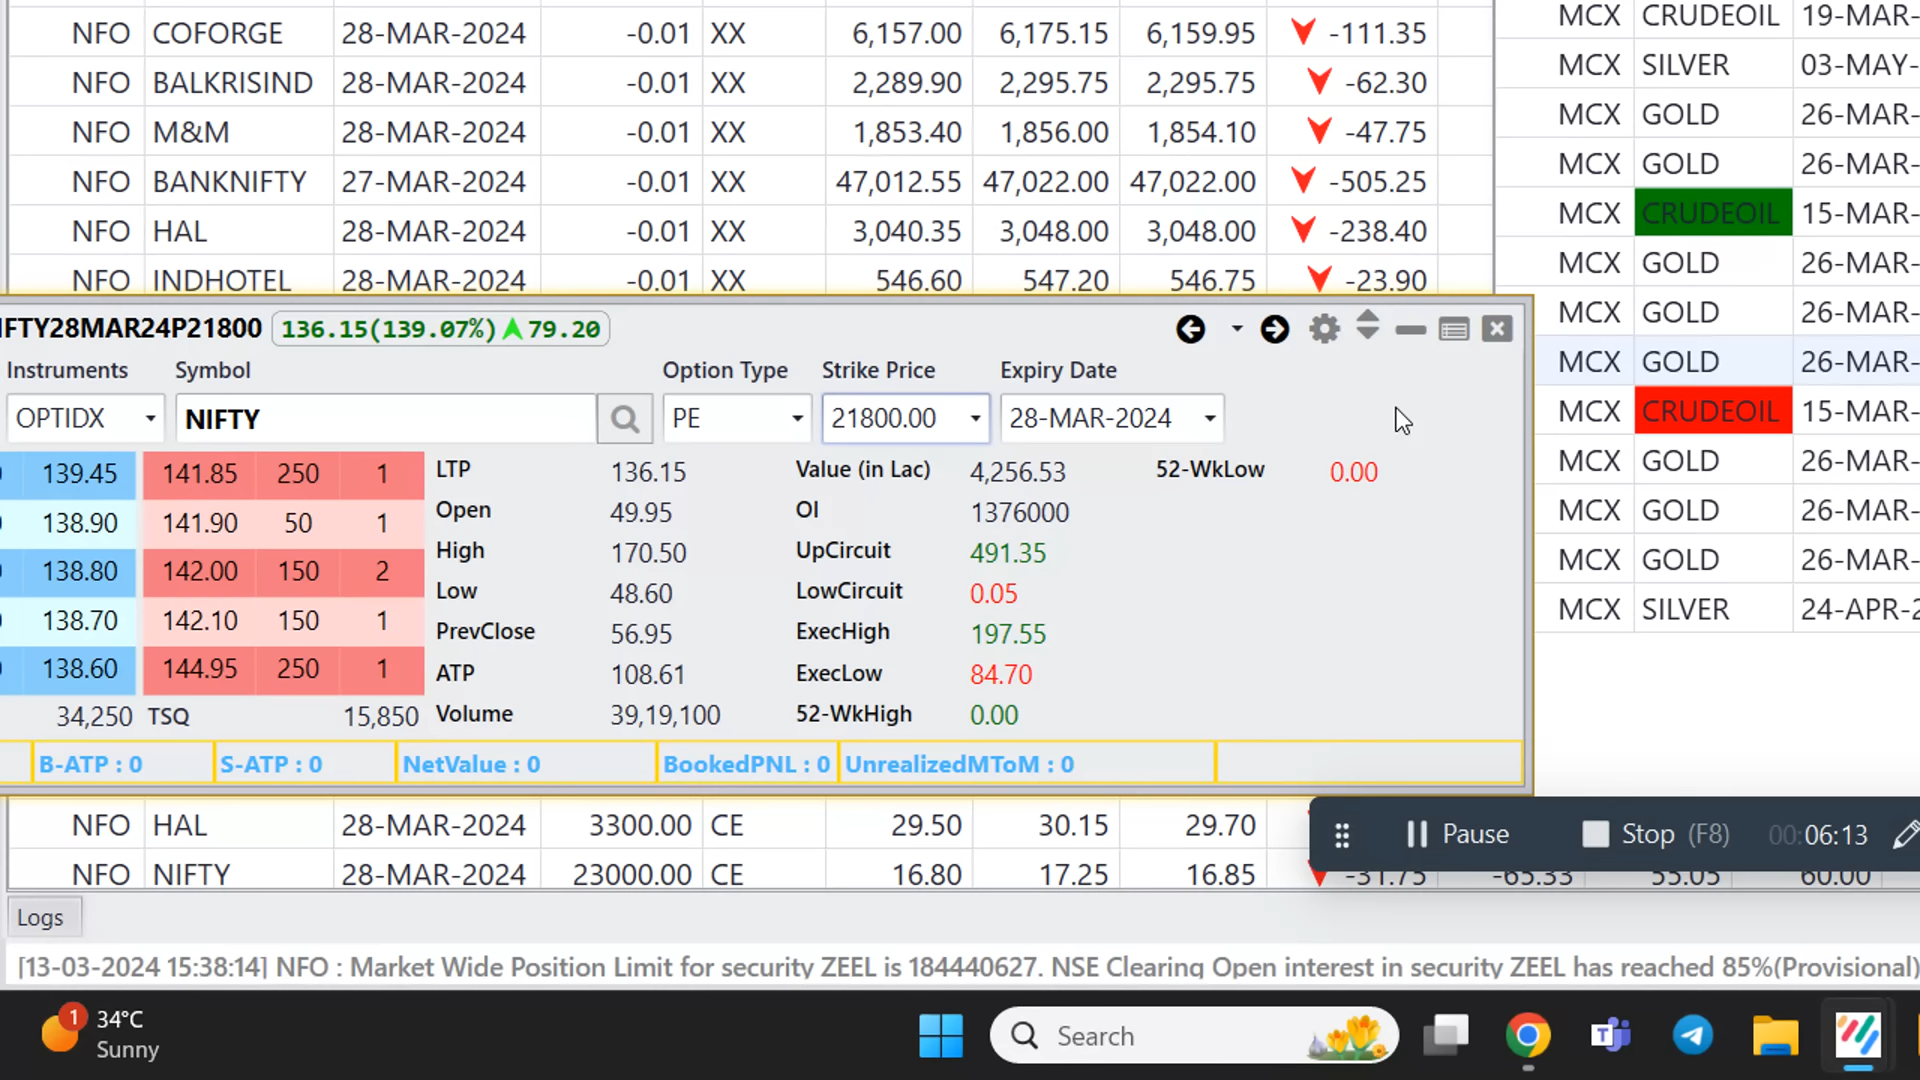 NFO COFORGE 28-MAR-2024 -0.01 XX 6,157.00 6,175.15 6,159.95 -111.35
NFO BALKRISIND 28-MAR-2024 -0.01 XX 2,289.90 2,295.75 2,295.75 -62.30
NFO M&M 28-MAR-2024 -0.01 XX 1,853.40 1,856.00 1,854.10 -47.75
NFO BANKNIFTY 27-MAR-2024 -0.01 XX 47,012.55 47,022.00 47,022.00 -505.25
NFO HAL 28-MAR-2024 -0.01 XX 3,040.35 3,048.00 3,048.00 -238.40
NFO INDHOTEL 28-MAR-2024 -0.01 XX 546.60 547.20 546.75 -23.90
MCX CRUDEOIL 19-MAR-
MCX SILVER 03-MAY-
MCX GOLD 26-MAR-
MCX GOLD 26-MAR-
MCX CRUDEOIL 15-MAR-
MCX GOLD 26-MAR-
MCX GOLD 26-MAR-
MCX GOLD 26-MAR-
MCX CRUDEOIL 15-MAR-
MCX GOLD 26-MAR-
MCX GOLD 26-MAR-
MCX GOLD 26-MAR-
MCX SILVER 24-APR-2
IFTY28MAR24P21800 136.15(139.07%) 79.20
Instruments Symbol Option Type Strike Price Expiry Date
OPTIDX NIFTY PE 21800.00 28-MAR-2024
139.45 141.85 250 1 LTP 136.15 Value (in Lac) 4,256.53 52-WkLow 0.00
138.90 141.90 50 1 Open 49.95 OI 1376000
138.80 142.00 150 2 High 170.50 UpCircuit 491.35
138.70 142.10 150 1 Low 48.60 LowCircuit 0.05
138.60 144.95 250 1 PrevClose 56.95 ExecHigh 197.55
ATP 108.61 ExecLow 84.70
34,250 TSQ 15,850 Volume 39,19,100 52-WkHigh 0.00
B-ATP : 0 S-ATP : 0 NetValue : 0 BookedPNL : 0 UnrealizedMToM : 0
NFO HAL 28-MAR-2024 3300.00 CE 29.50 30.15 29.70
NFO NIFTY 28-MAR-2024 23000.00 CE 16.80 17.25 16.85 -31.75 -65.33 55.05 60.00
Pause Stop (F8) 00:06:13
Logs
[13-03-2024 15:38:14] NFO : Market Wide Position Limit for security ZEEL is 184440627. NSE Clearing Open interest in security ZEEL has reached 85%(Provisional)
1 34°C
Sunny
Search